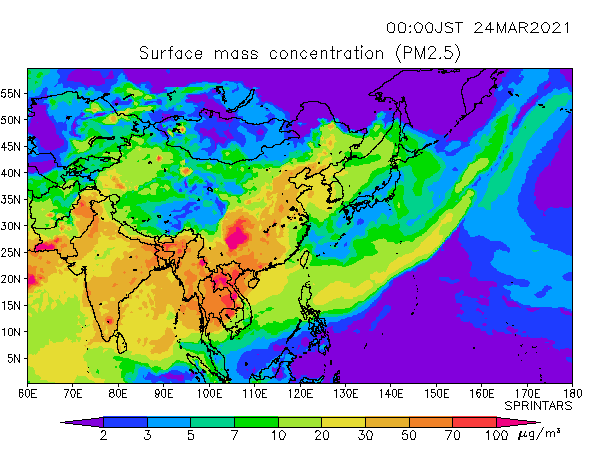 00:00JST 24MAR2021
Surface mass concentration (PM2.5)
55N
50N
45N
40N
35N
30N
25N
20N
15N
10N
5N
60E 70E 80E 90E 100E 110E 120E 130E 140E 150E 160E 170E 180
SPRINTARS
2 3 5 7 10 20 30 50 70 100 μg/m³